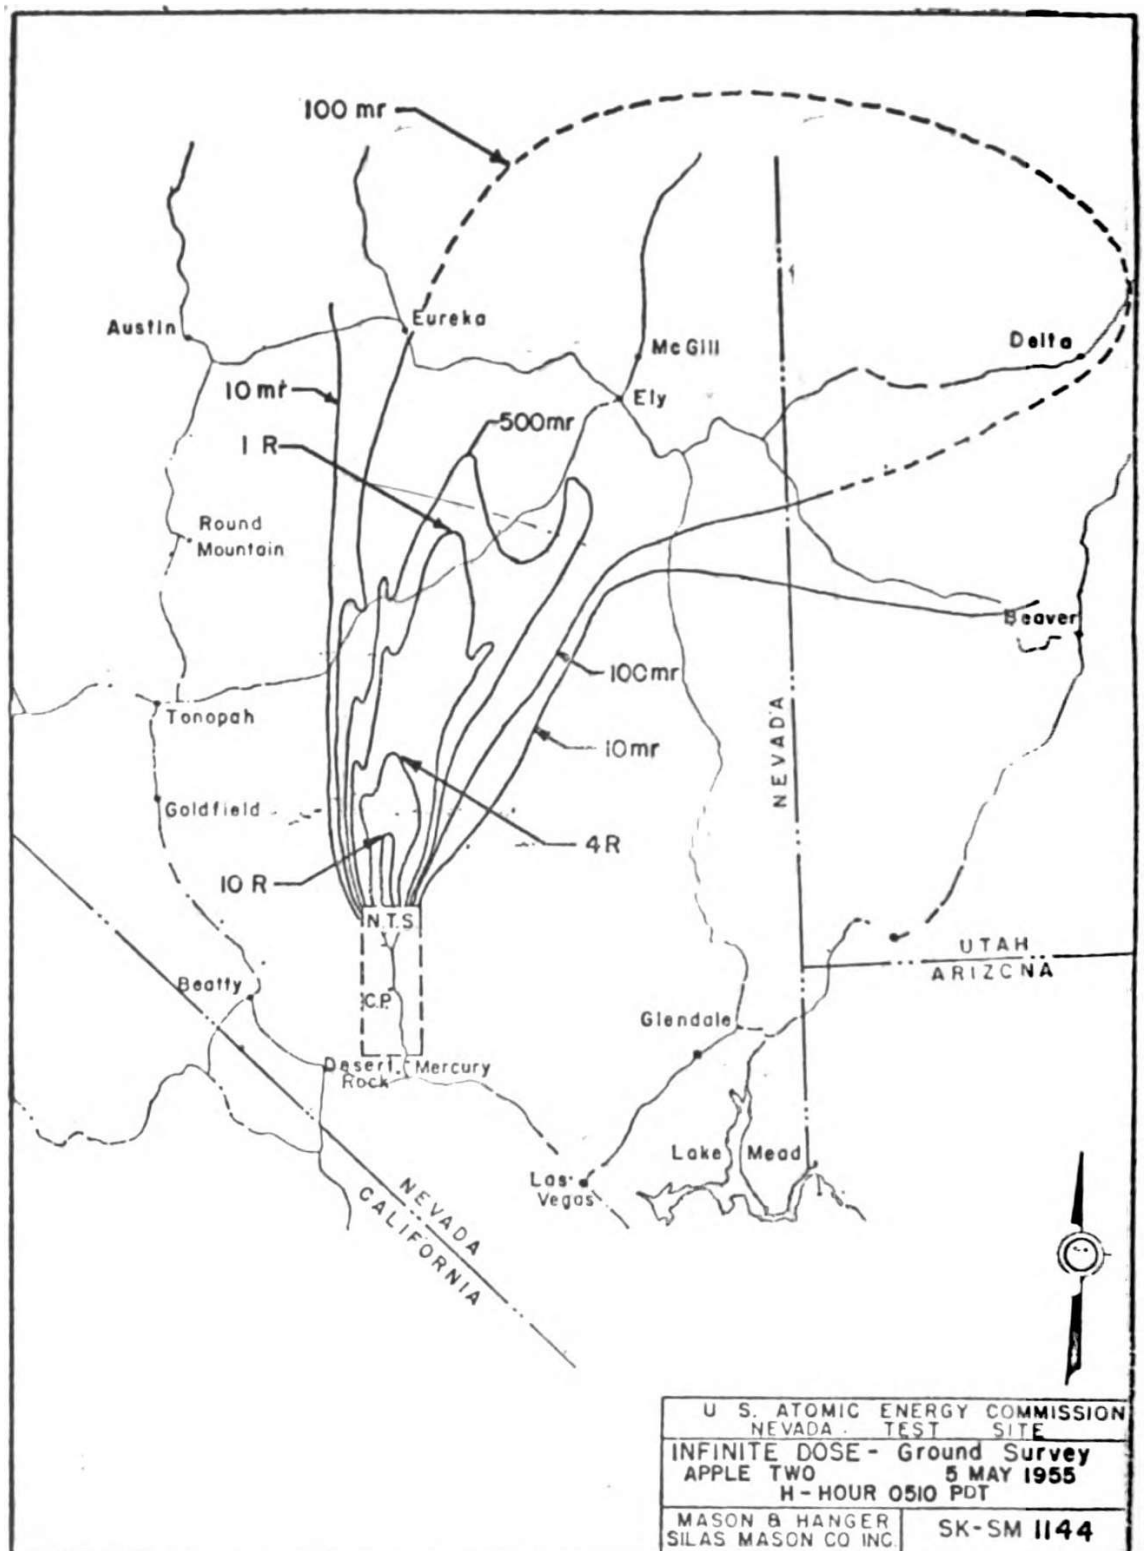 100 mr
Austin
Eureka
McGill
Delta
10 mr
Ely
500mr
1 R
Round
Mountain
Beaver
100mr
Tonopah
10mr
NEVADA
Goldfield
4R
10 R
N.T.S.
UTAH
ARIZONA
Beatty
C.P.
Glendale
Desert
Rock
Mercury
Lake Mead
Las
Vegas
NEVADA
CALIFORNIA
U S. ATOMIC ENERGY COMMISSION
NEVADA TEST SITE
INFINITE DOSE - Ground Survey
APPLE TWO 5 MAY 1955
H-HOUR 0510 PDT
MASON & HANGER
SILAS MASON CO INC.
SK-SM 1144